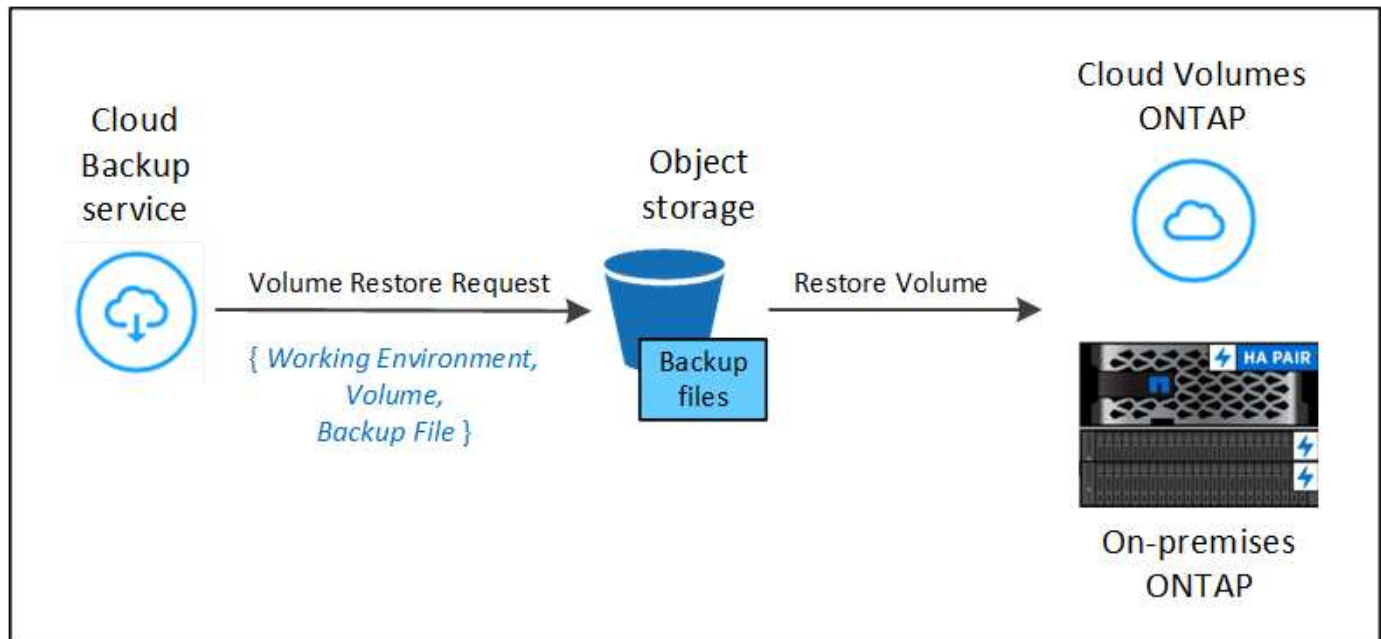 Cloud
Backup
service
Volume Restore Request
{ Working Environment,
Volume,
Backup File }
Object
storage
Backup
files
Restore Volume
Cloud Volumes
ONTAP
HA PAIR
On-premises
ONTAP